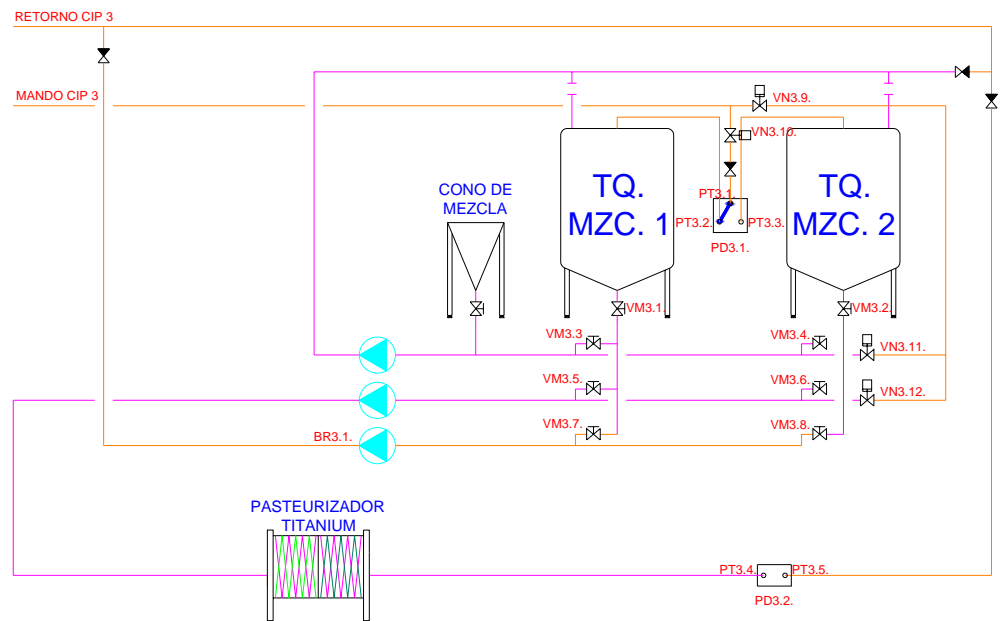 RETORNO CIP 3
MANDO CIP 3
VN3.9.
VN3.10.
CONO DE
MEZCLA
TQ.
MZC. 1
TQ.
MZC. 2
PT3.1.
PT3.2.
PT3.3.
PD3.1.
VM3.1.
VM3.2.
VM3.3
VM3.4.
VN3.11.
VM3.5.
VM3.6.
VN3.12.
VM3.7.
VM3.8.
BR3.1.
PASTEURIZADOR
TITANIUM
PT3.4.
PT3.5.
PD3.2.